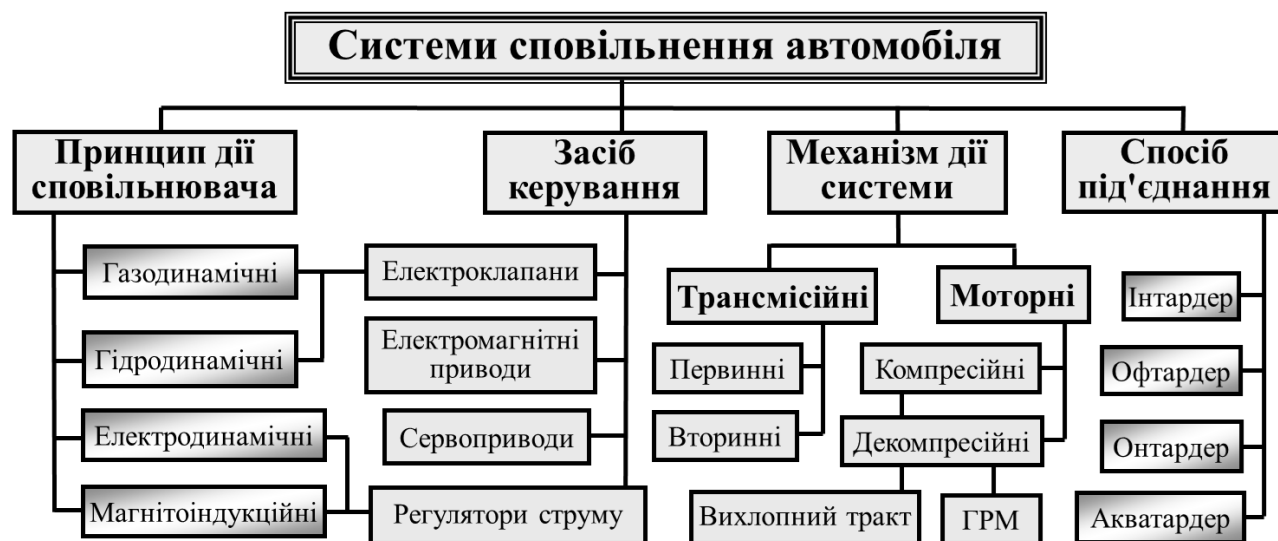 Системи сповільнення автомобіля
Принцип дії
сповільнювача
Засіб
керування
Механізм дії
системи
Спосіб
під'єднання
Газодинамічні
Гідродинамічні
Електродинамічні
Магнітоіндукційні
Електроклапани
Електромагнітні
приводи
Сервоприводи
Регулятори струму
Трансмісійні
Первинні
Вторинні
Моторні
Компресійні
Декомпресійні
Вихлопний тракт
ГРМ
Інтардер
Офтардер
Онтардер
Акватардер